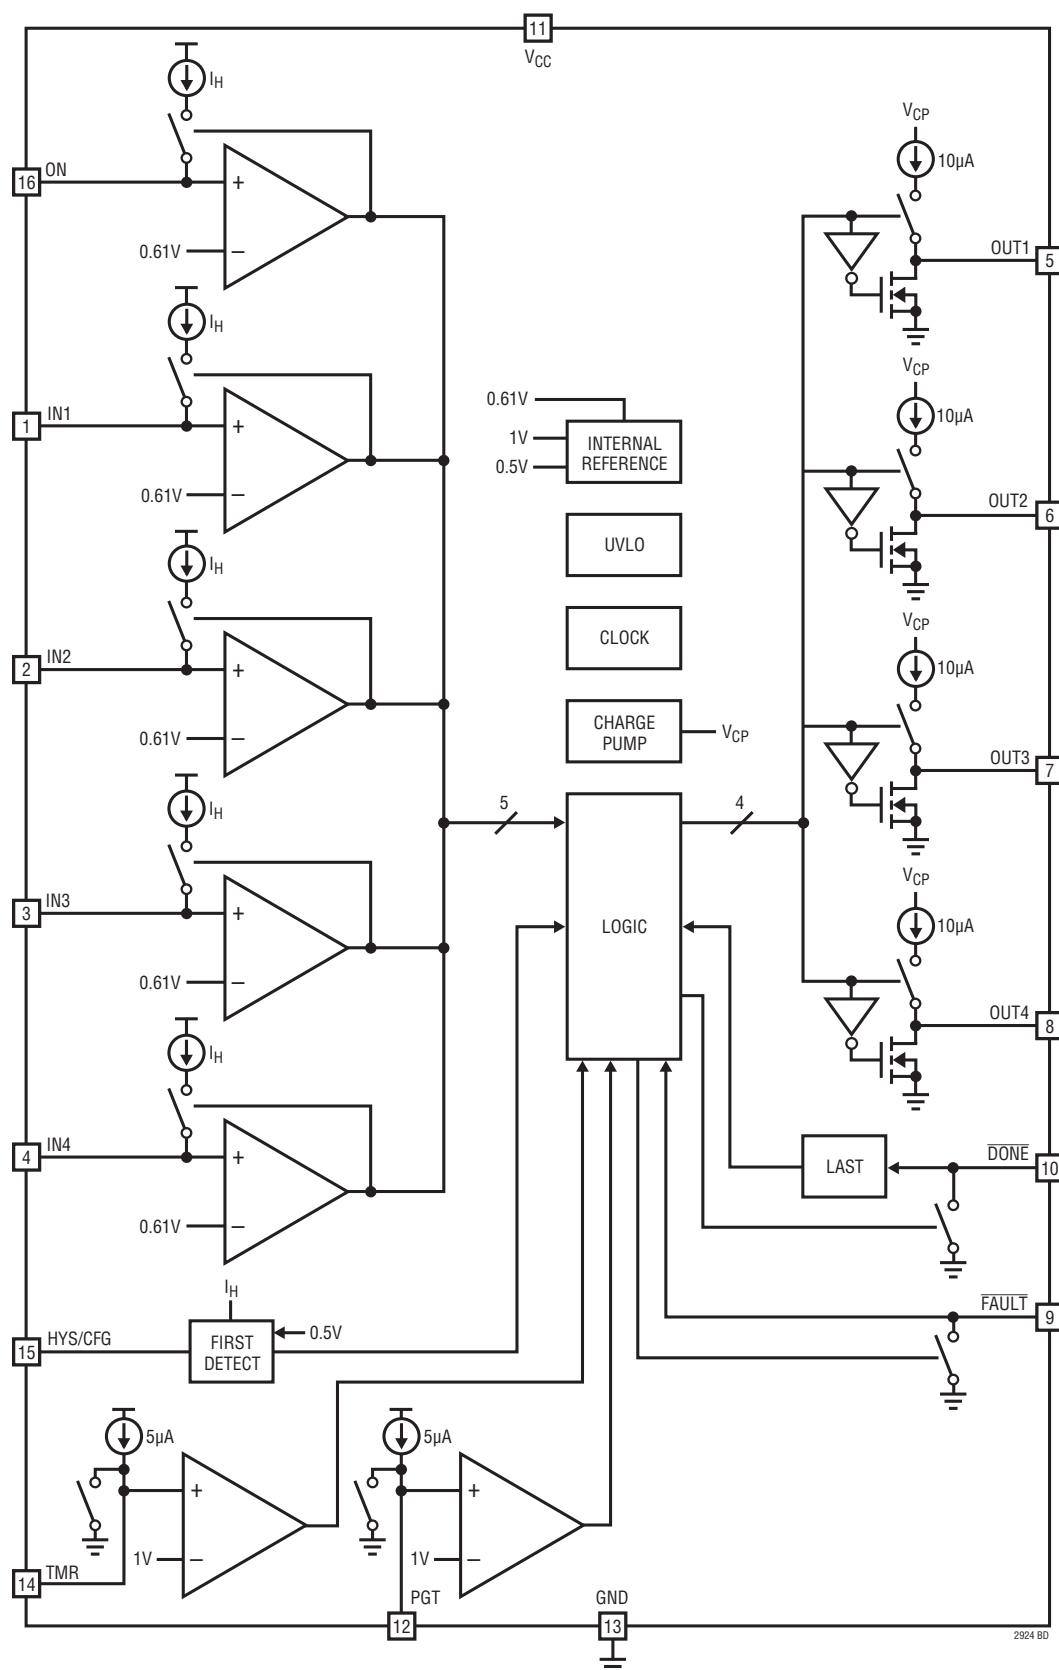 11
VCC
IH
VCP
10µA
16
ON
+
0.61V
–
OUT1
5
IH
VCP
10µA
1
IN1
+
0.61V
–
0.61V
1V
0.5V
INTERNAL
REFERENCE
OUT2
6
UVLO
IH
CLOCK
VCP
10µA
2
IN2
+
0.61V
–
CHARGE
PUMP
VCP
OUT3
7
IH
5
4
VCP
10µA
3
IN3
+
0.61V
–
LOGIC
OUT4
8
IH
4
IN4
+
0.61V
–
LAST
DONE
10
IH
FAULT
9
15
HYS/CFG
FIRST
DETECT
0.5V
5µA
5µA
+
+
1V
–
1V
–
14
TMR
PGT
GND
12
13
2924 BD